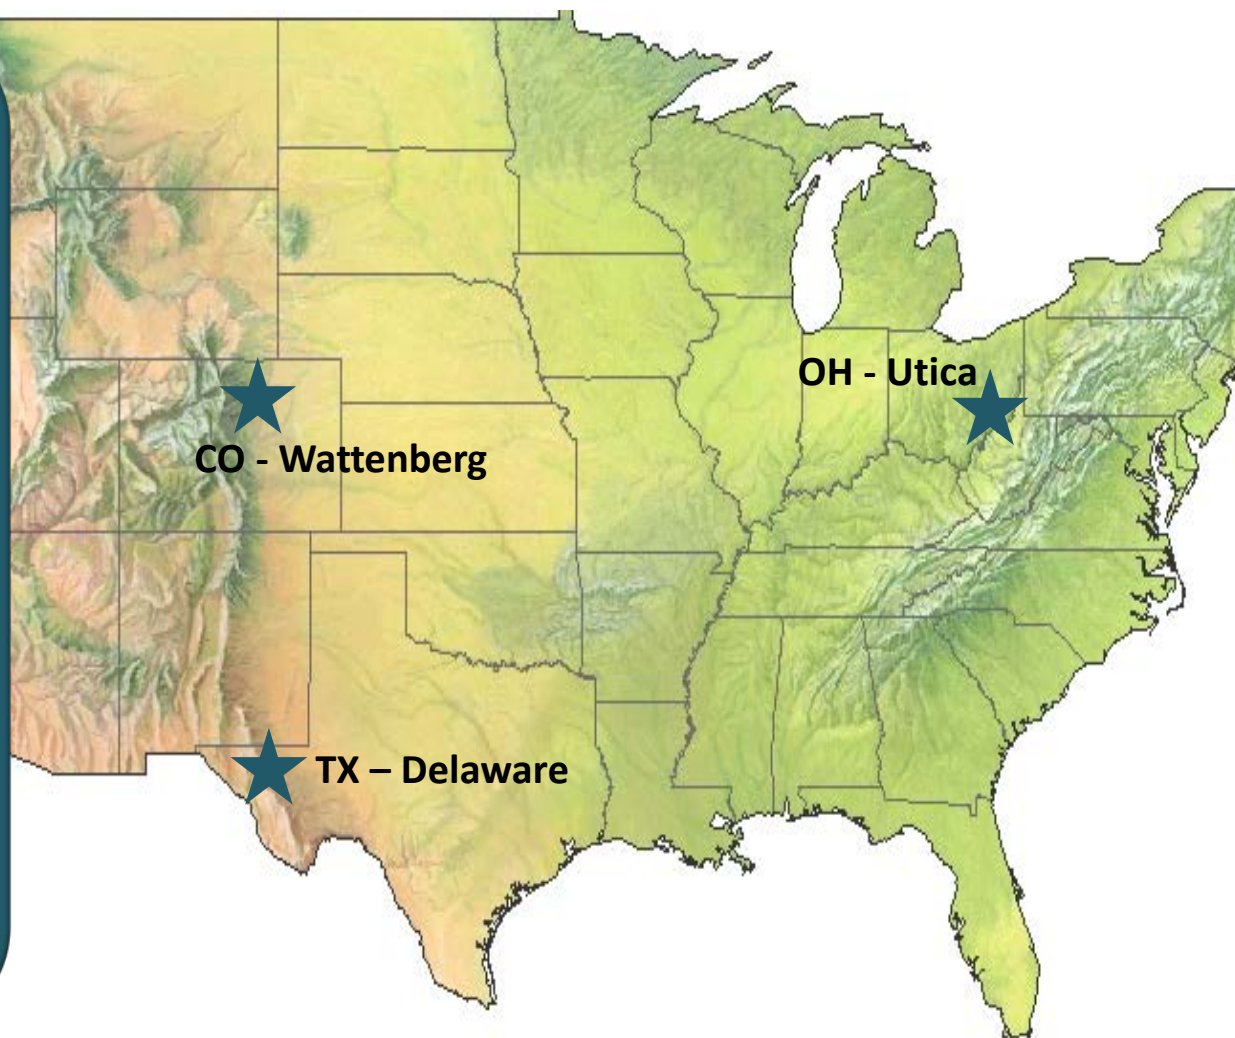 OH - Utica
CO - Wattenberg
TX – Delaware